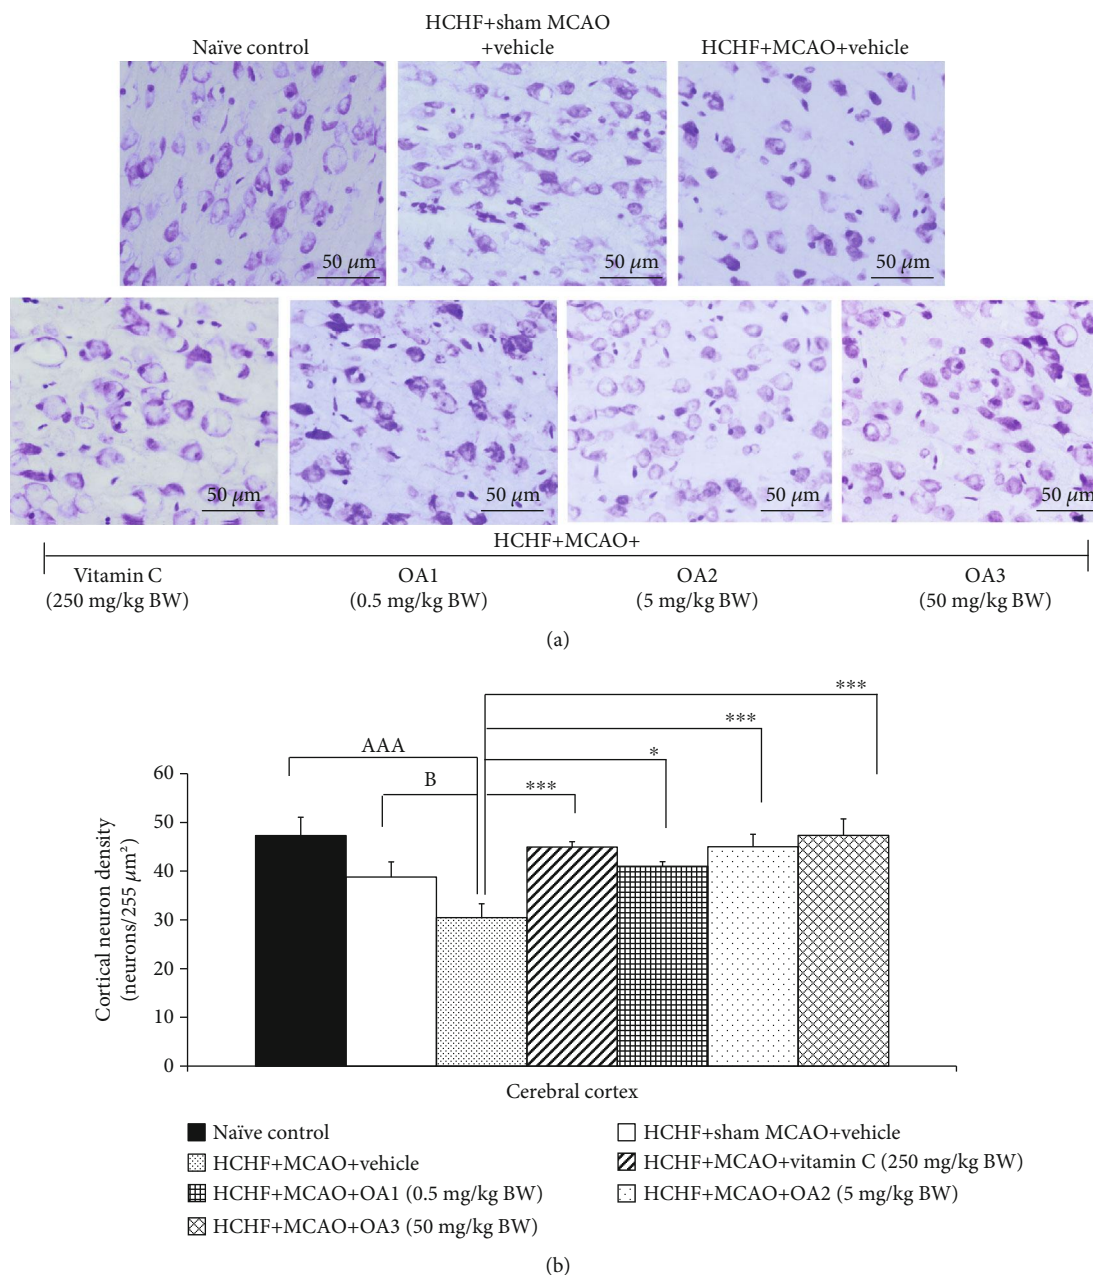 Naïve control
HCHF+sham MCAO
+vehicle
HCHF+MCAO+vehicle
50 µm
50 µm
50 µm
50 µm
50 µm
50 µm
50 µm
HCHF+MCAO+
Vitamin C
(250 mg/kg BW)
OA1
(0.5 mg/kg BW)
OA2
(5 mg/kg BW)
OA3
(50 mg/kg BW)
(a)
***
***
AAA
*
B
***
60
50
40
30
20
10
0
Cortical neuron density
(neurons/255 µm²)
Cerebral cortex
Naïve control
HCHF+sham MCAO+vehicle
HCHF+MCAO+vehicle
HCHF+MCAO+vitamin C (250 mg/kg BW)
HCHF+MCAO+OA1 (0.5 mg/kg BW)
HCHF+MCAO+OA2 (5 mg/kg BW)
HCHF+MCAO+OA3 (50 mg/kg BW)
(b)